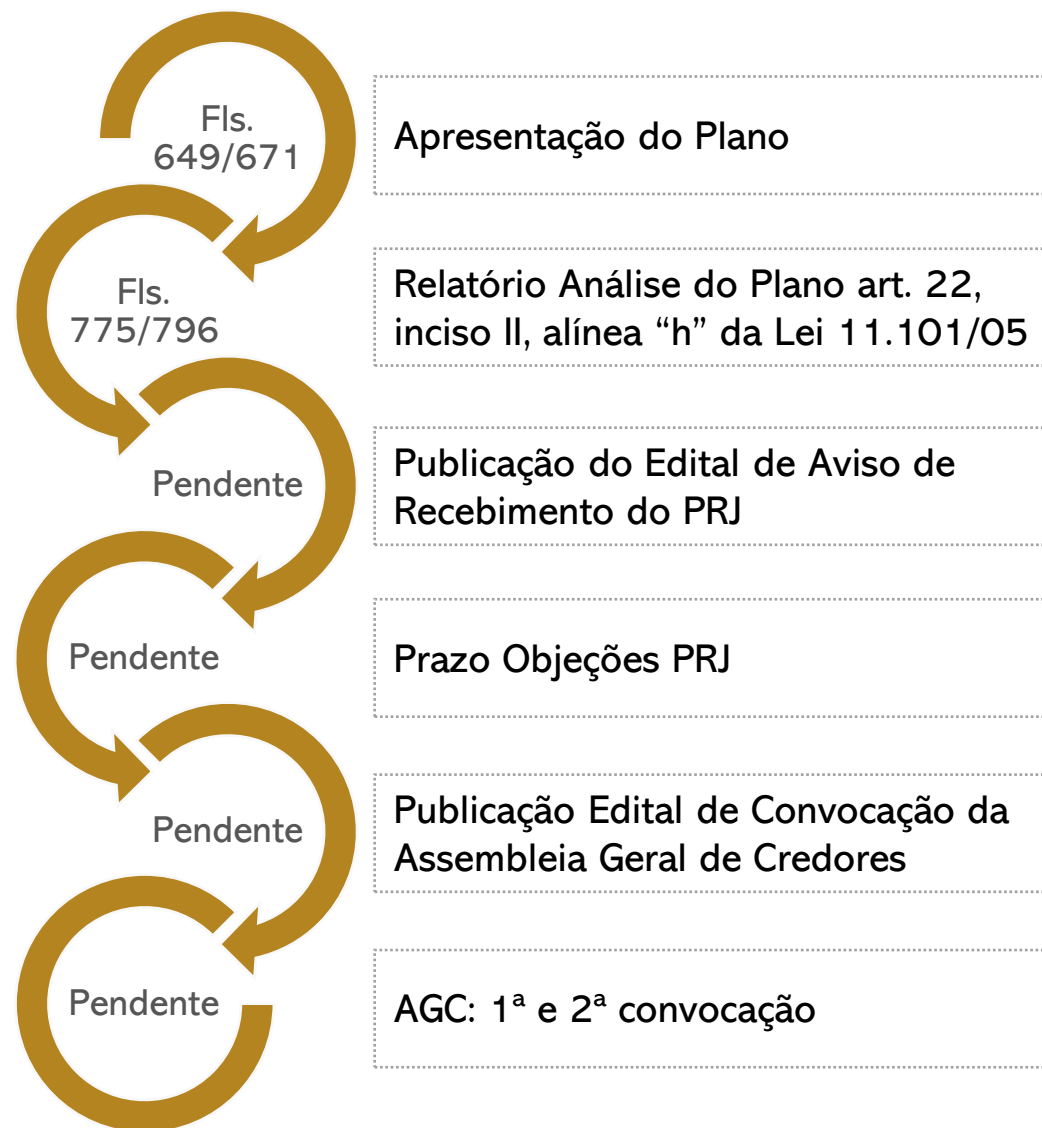 Fls.
649/671
Apresentação do Plano
Fls.
775/796
Relatório Análise do Plano art. 22,
inciso II, alínea “h” da Lei 11.101/05
Pendente
Publicação do Edital de Aviso de
Recebimento do PRJ
Pendente
Prazo Objeções PRJ
Pendente
Publicação Edital de Convocação da
Assembleia Geral de Credores
Pendente
AGC: 1ª e 2ª convocação